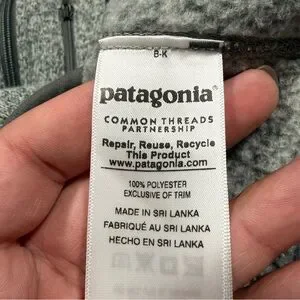 B-K
patagonia®
COMMON THREADS
PARTNERSHIP
Repair, Reuse, Recycle
This Product
www.patagonia.com
100% POLYESTER
EXCLUSIVE OF TRIM
MADE IN SRI LANKA
FABRIQUÉ AU SRI LANKA
HECHO EN SRI LANKA